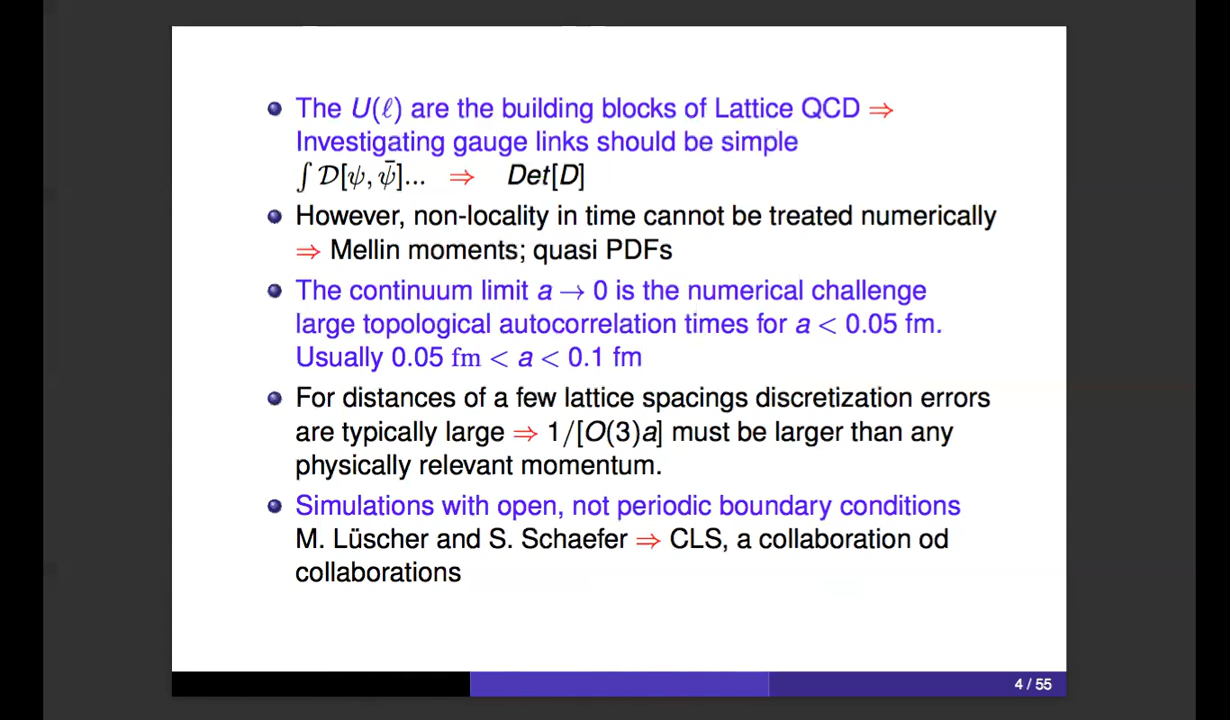 The U(ℓ) are the building blocks of Lattice QCD ⇒
Investigating gauge links should be simple
∫ 𝒟[ψ, ψ̄]... ⇒ Det[D]
However, non-locality in time cannot be treated numerically
⇒ Mellin moments; quasi PDFs
The continuum limit a → 0 is the numerical challenge
large topological autocorrelation times for a < 0.05 fm.
Usually 0.05 fm < a < 0.1 fm
For distances of a few lattice spacings discretization errors
are typically large ⇒ 1/[O(3)a] must be larger than any
physically relevant momentum.
Simulations with open, not periodic boundary conditions
M. Lüscher and S. Schaefer ⇒ CLS, a collaboration od
collaborations
4 / 55